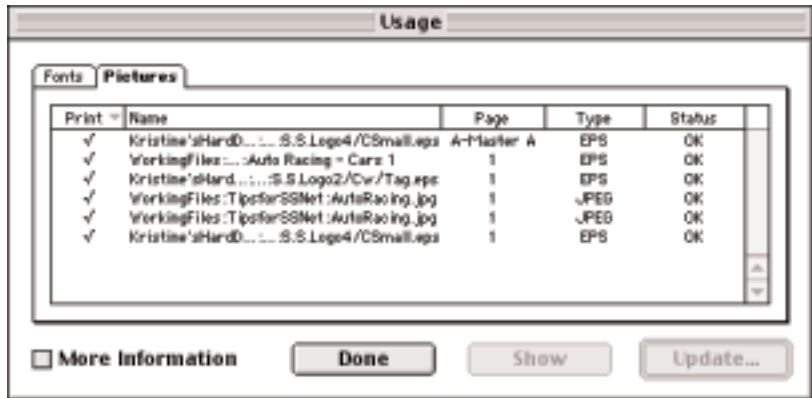 Usage
Fonts Pictures
Print Name Page Type Status
√ Kristine'sHardD...:...:S.S.Logo4/CSmall.eps A-Master A EPS OK
√ WorkingFiles:...:Auto Racing - Cars 1 1 EPS OK
√ Kristine'sHard...:...:S.S.Logo2/Cw/Tag.eps 1 EPS OK
√ WorkingFiles:TipsforSSNet:AutoRacing.jpg 1 JPEG OK
√ WorkingFiles:TipsforSSNet:AutoRacing.jpg 1 JPEG OK
√ Kristine'sHardD...:...:S.S.Logo4/CSmall.eps 1 EPS OK
More Information Done Show Update...